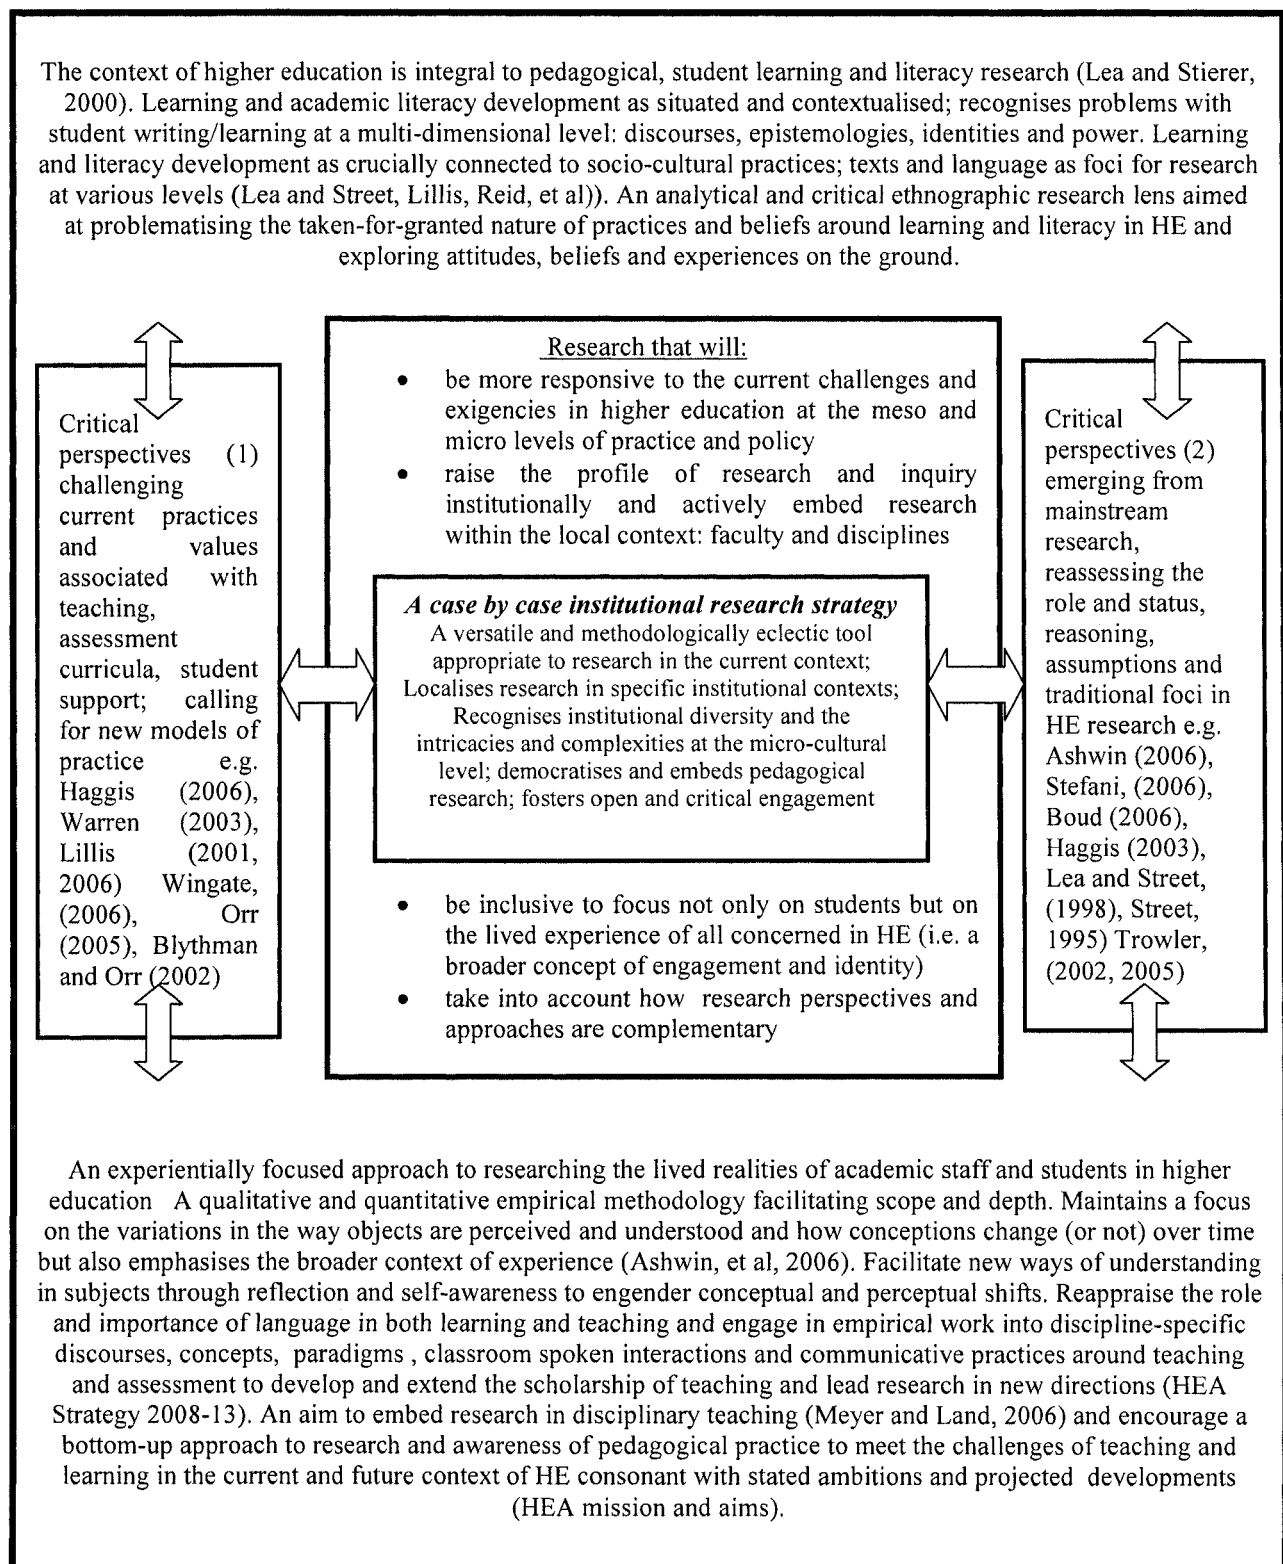 The context of higher education is integral to pedagogical, student learning and literacy research (Lea and Stierer,
2000). Learning and academic literacy development as situated and contextualised; recognises problems with
student writing/learning at a multi-dimensional level: discourses, epistemologies, identities and power. Learning
and literacy development as crucially connected to socio-cultural practices; texts and language as foci for research
at various levels (Lea and Street, Lillis, Reid, et al)). An analytical and critical ethnographic research lens aimed
at problematising the taken-for-granted nature of practices and beliefs around learning and literacy in HE and
exploring attitudes, beliefs and experiences on the ground.
Critical
perspectives (1)
challenging
current practices
and values
associated with
teaching,
assessment
curricula, student
support; calling
for new models of
practice e.g.
Haggis (2006),
Warren (2003),
Lillis (2001,
2006) Wingate,
(2006), Orr
(2005), Blythman
and Orr (2002)
Research that will:
• be more responsive to the current challenges and
exigencies in higher education at the meso and
micro levels of practice and policy
• raise the profile of research and inquiry
institutionally and actively embed research
within the local context: faculty and disciplines
A case by case institutional research strategy
A versatile and methodologically eclectic tool
appropriate to research in the current context;
Localises research in specific institutional contexts;
Recognises institutional diversity and the
intricacies and complexities at the micro-cultural
level; democratises and embeds pedagogical
research; fosters open and critical engagement
• be inclusive to focus not only on students but on
the lived experience of all concerned in HE (i.e. a
broader concept of engagement and identity)
• take into account how research perspectives and
approaches are complementary
Critical
perspectives (2)
emerging from
mainstream
research,
reassessing the
role and status,
reasoning,
assumptions and
traditional foci in
HE research e.g.
Ashwin (2006),
Stefani, (2006),
Boud (2006),
Haggis (2003),
Lea and Street,
(1998), Street,
1995) Trowler,
(2002, 2005)
An experientially focused approach to researching the lived realities of academic staff and students in higher
education A qualitative and quantitative empirical methodology facilitating scope and depth. Maintains a focus
on the variations in the way objects are perceived and understood and how conceptions change (or not) over time
but also emphasises the broader context of experience (Ashwin, et al, 2006). Facilitate new ways of understanding
in subjects through reflection and self-awareness to engender conceptual and perceptual shifts. Reappraise the role
and importance of language in both learning and teaching and engage in empirical work into discipline-specific
discourses, concepts, paradigms , classroom spoken interactions and communicative practices around teaching
and assessment to develop and extend the scholarship of teaching and lead research in new directions (HEA
Strategy 2008-13). An aim to embed research in disciplinary teaching (Meyer and Land, 2006) and encourage a
bottom-up approach to research and awareness of pedagogical practice to meet the challenges of teaching and
learning in the current and future context of HE consonant with stated ambitions and projected developments
(HEA mission and aims).